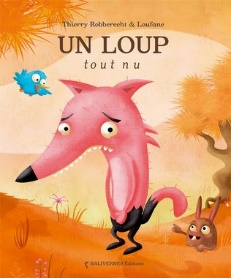 Thierry Robberecht & Loufane
UN LOUP
tout nu
BALIVERNES Éditions